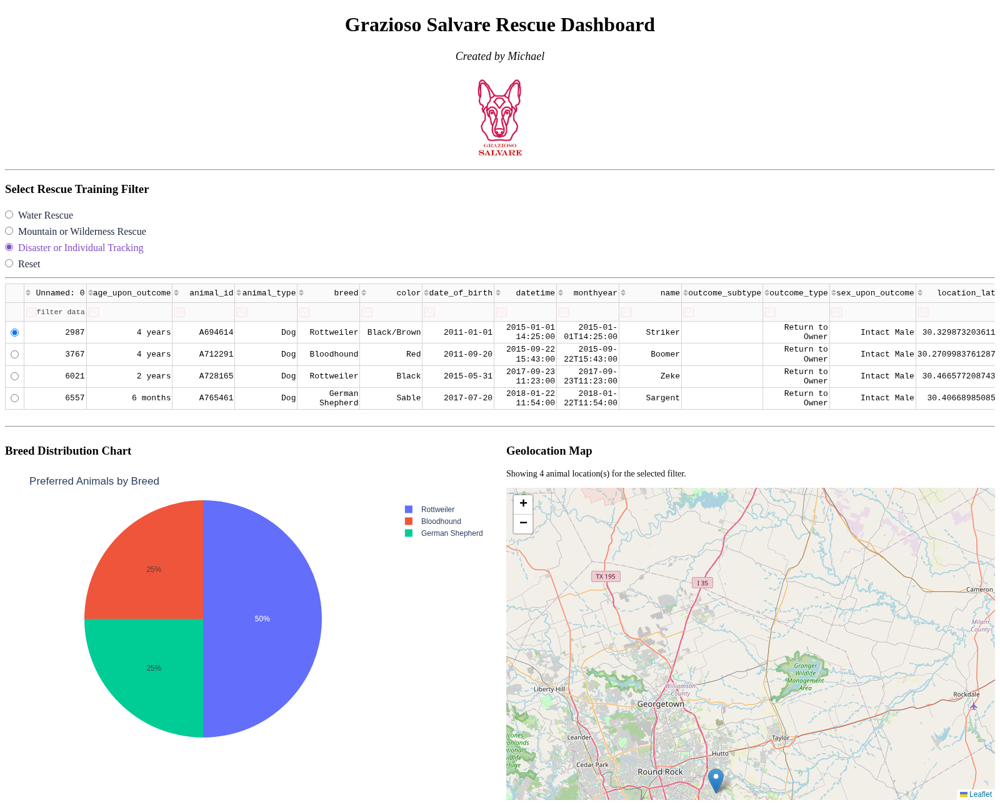 Grazioso Salvare Rescue Dashboard
Created by Michael
GRAZIOSO
SALVARE
Select Rescue Training Filter
Water Rescue
Mountain or Wilderness Rescue
Disaster or Individual Tracking
Reset
Unnamed: 0 age_upon_outcome animal_id animal_type breed color date_of_birth datetime monthyear name outcome_subtype outcome_type sex_upon_outcome location_lat
filter data
2987 4 years A694614 Dog Rottweiler Black/Brown 2011-01-01 2015-01-01 14:25:00 2015-01-01T14:25:00 Striker Return to Owner Intact Male 30.329873203611
3767 4 years A712291 Dog Bloodhound Red 2011-09-20 2015-09-22 15:43:00 2015-09-22T15:43:00 Boomer Return to Owner Intact Male 30.2709983761287
6021 2 years A728165 Dog Rottweiler Black 2015-05-31 2017-09-23 11:23:00 2017-09-23T11:23:00 Zeke Return to Owner Intact Male 30.466577208743
6557 6 months A765461 Dog German Shepherd Sable 2017-07-20 2018-01-22 11:54:00 2018-01-22T11:54:00 Sargent Return to Owner Intact Male 30.40668985085
Breed Distribution Chart
Preferred Animals by Breed
Rottweiler
Bloodhound
German Shepherd
25%
50%
25%
Geolocation Map
Showing 4 animal location(s) for the selected filter.
+
−
TX 195
I 35
Cameron
Milam
County
Granger
Wildlife
Management
Area
Liberty Hill
Williamson
County
Rockdale
Georgetown
Leander
Taylor
Hutto
Cedar Park
Round Rock
Leaflet